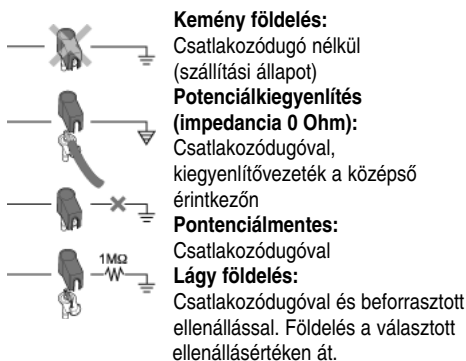 Kemény földelés:
Csatlakozódugó nélkül
(szállítási állapot)
Potenciálkiegyenlítés
(impedancia 0 Ohm):
Csatlakozódugóval,
kiegyenlítővezeték a középső
érintkezőn
Pontenciálmentes:
Csatlakozódugóval
1MΩ
Lágy földelés:
Csatlakozódugóval és beforrasztott
ellenállással. Földelés a választott
ellenállásértéken át.